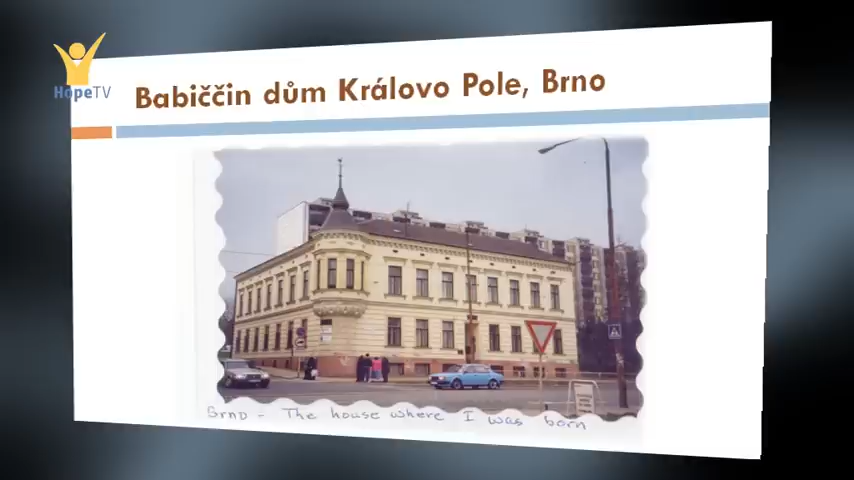 HopeTV
Babiččin dům Královo Pole, Brno
Brno - The house where I was born